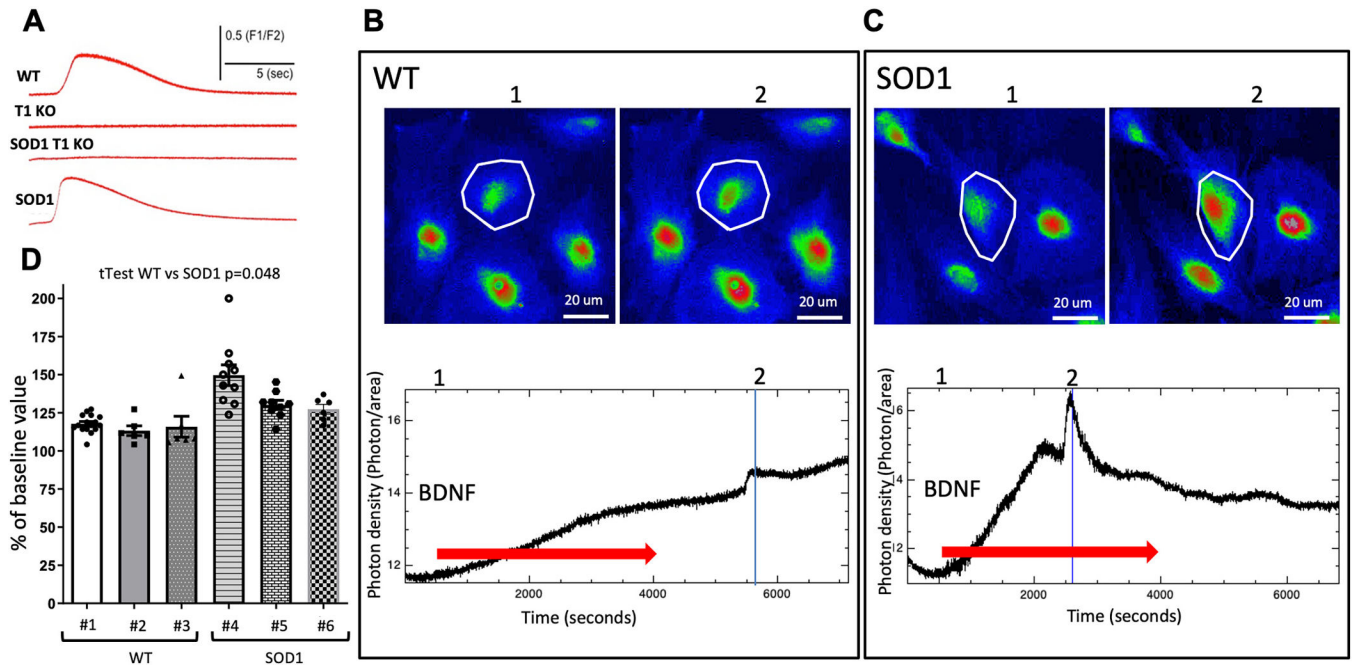 A
0.5 (F1/F2)
5 (sec)
WT
T1 KO
SOD1 T1 KO
SOD1
B
WT
1
2
20 um
20 um
1
2
Photon density (Photon/area)
16
14
12
BDNF
2000
4000
6000
Time (seconds)
C
SOD1
1
2
20 um
20 um
1
2
Photon density (Photon/area)
16
14
12
BDNF
2000
4000
6000
Time (seconds)
D
tTest WT vs SOD1 p=0.048
% of baseline value
200
175
150
125
100
75
50
25
0
#1
#2
#3
#4
#5
#6
WT
SOD1